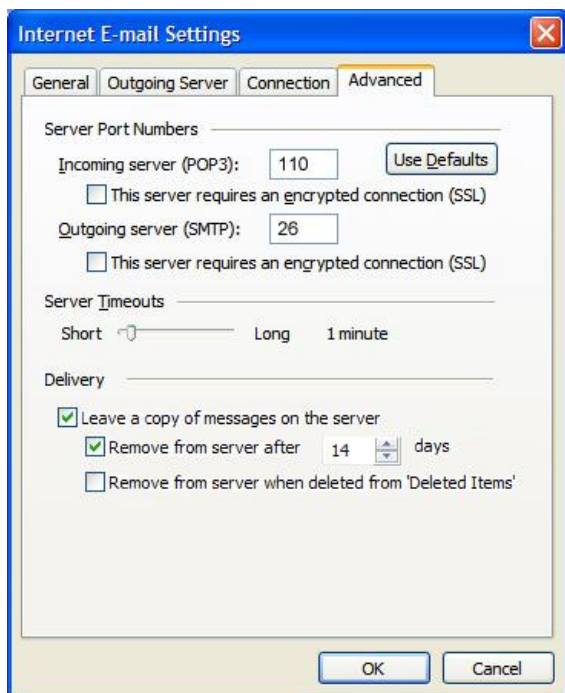 Internet E-mail Settings
General Outgoing Server Connection Advanced
Server Port Numbers
Incoming server (POP3): 110 Use Defaults
This server requires an encrypted connection (SSL)
Outgoing server (SMTP): 26
This server requires an encrypted connection (SSL)
Server Timeouts
Short Long 1 minute
Delivery
Leave a copy of messages on the server
Remove from server after 14 days
Remove from server when deleted from 'Deleted Items'
OK Cancel